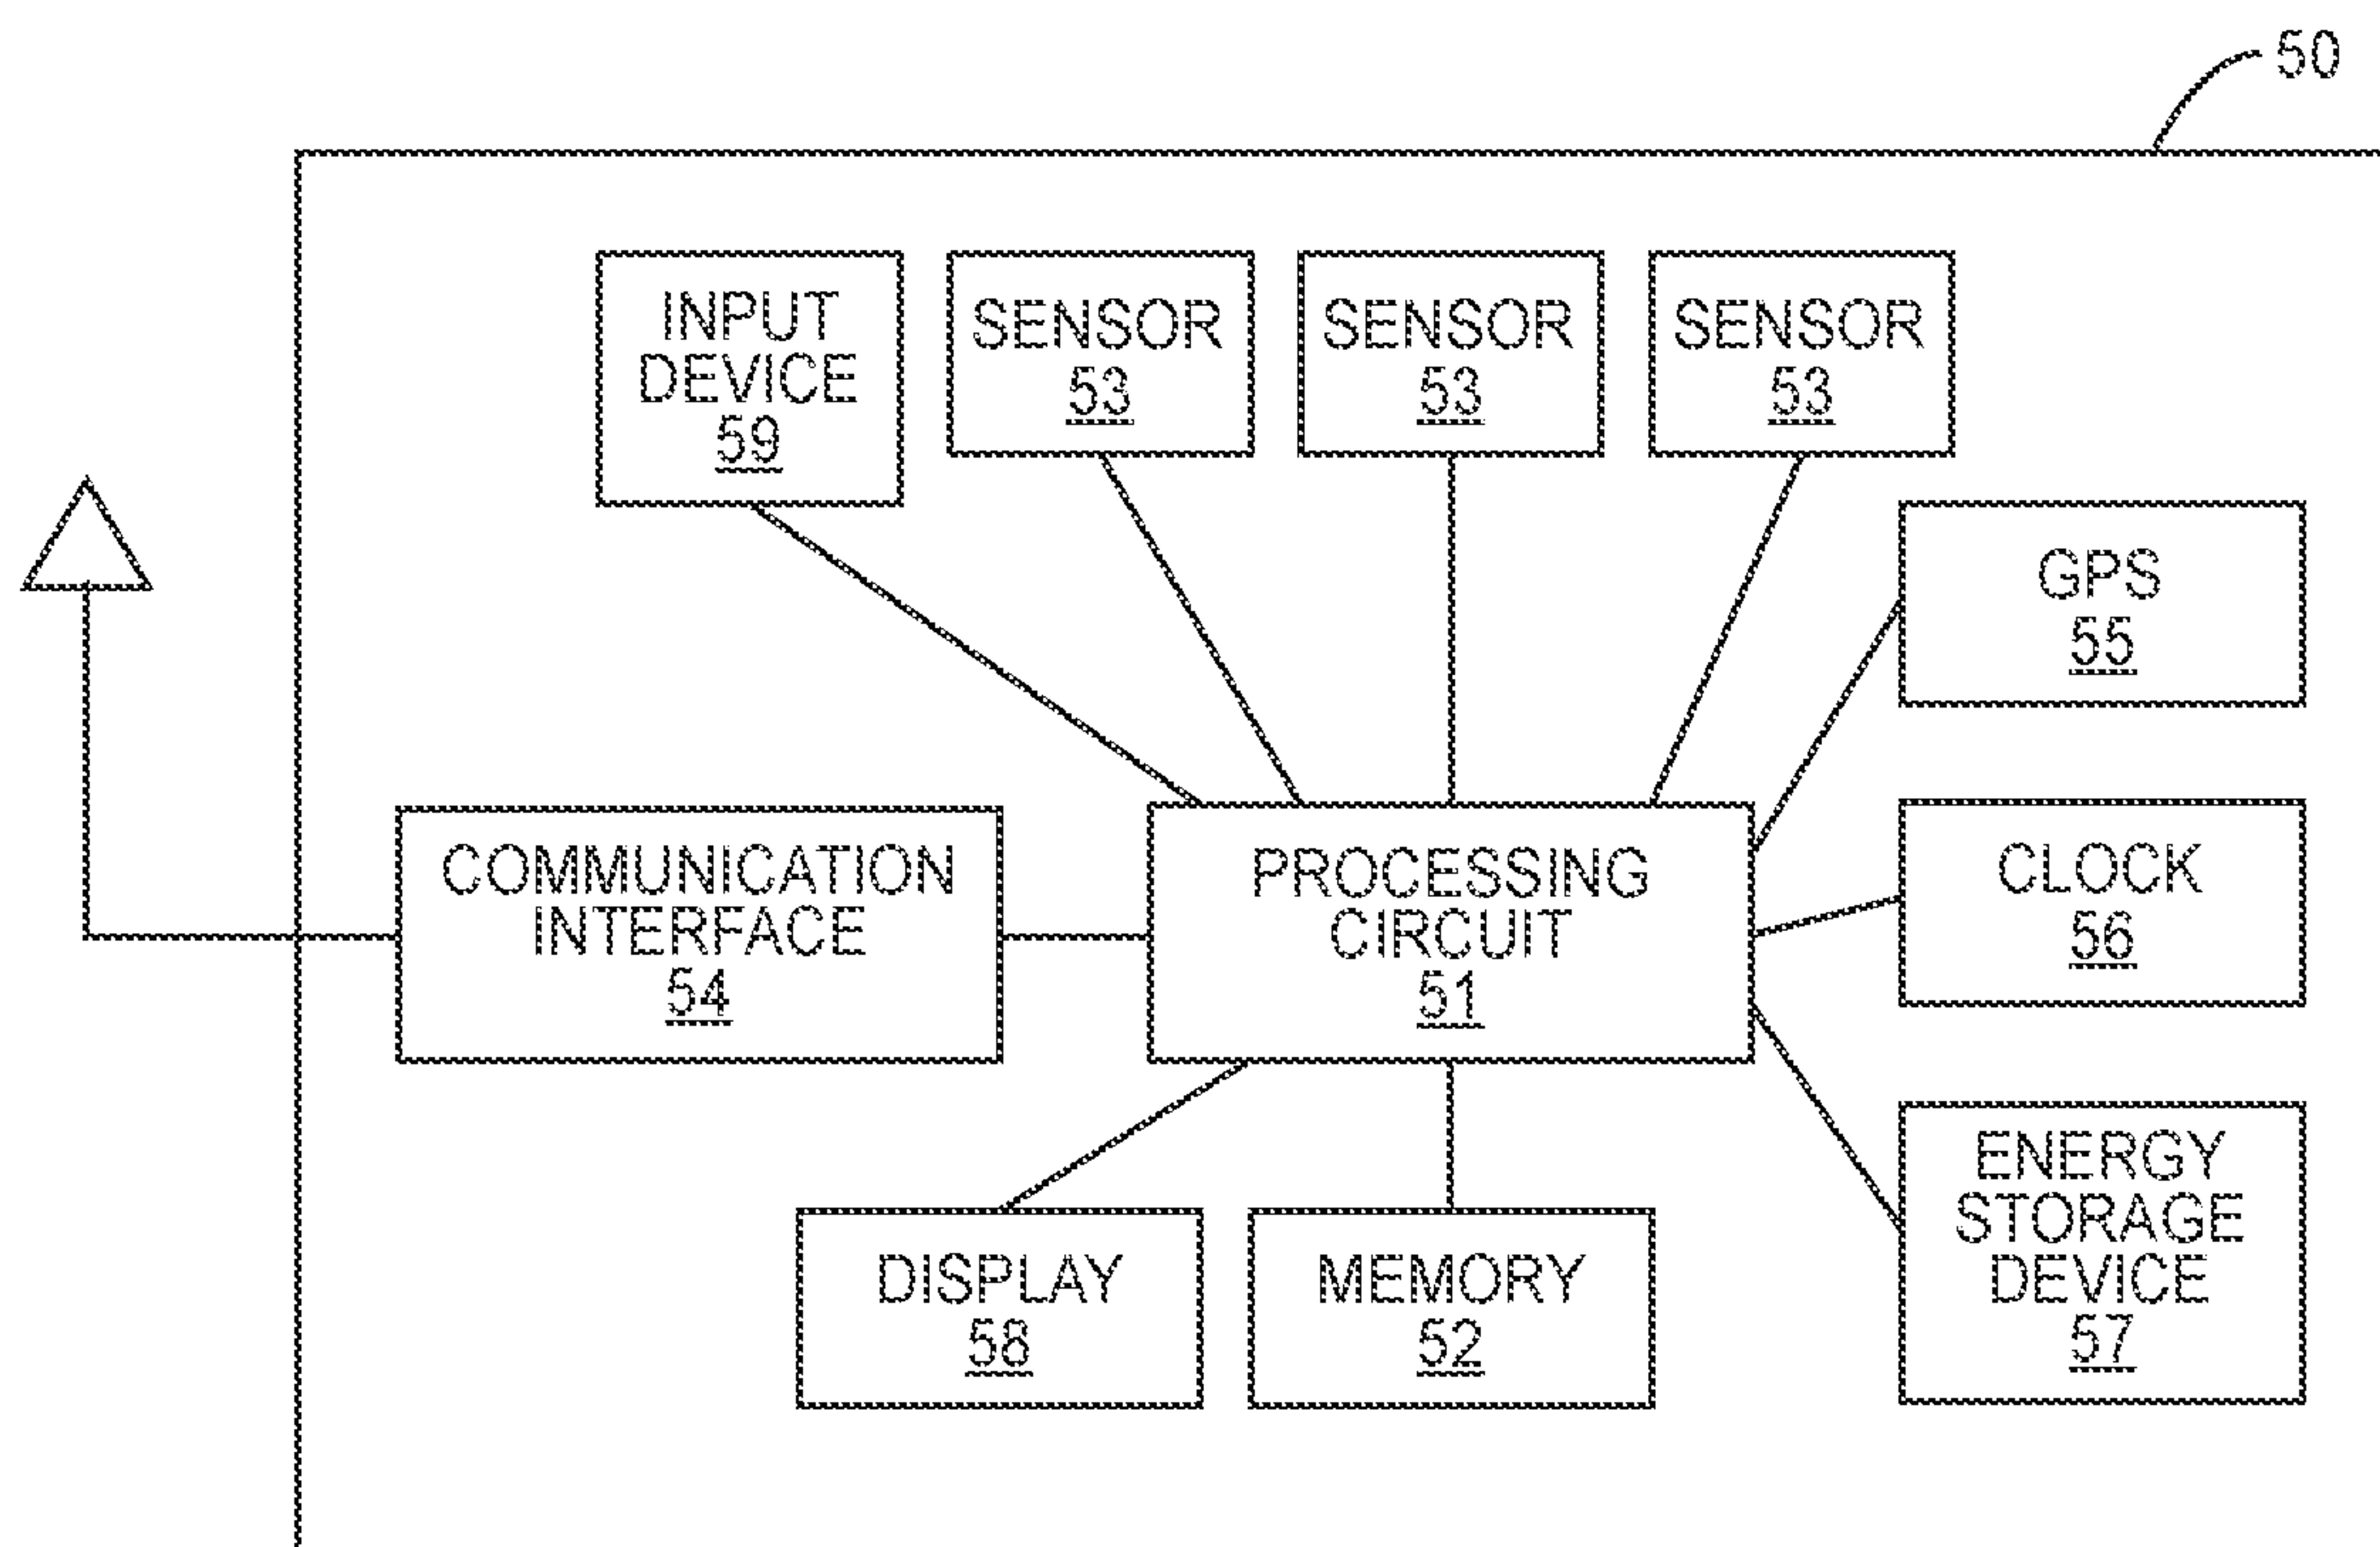 50
INPUT
DEVICE
59
SENSOR
53
SENSOR
53
SENSOR
53
GPS
55
COMMUNICATION
INTERFACE
54
PROCESSING
CIRCUIT
51
CLOCK
56
DISPLAY
58
MEMORY
52
ENERGY
STORAGE
DEVICE
57